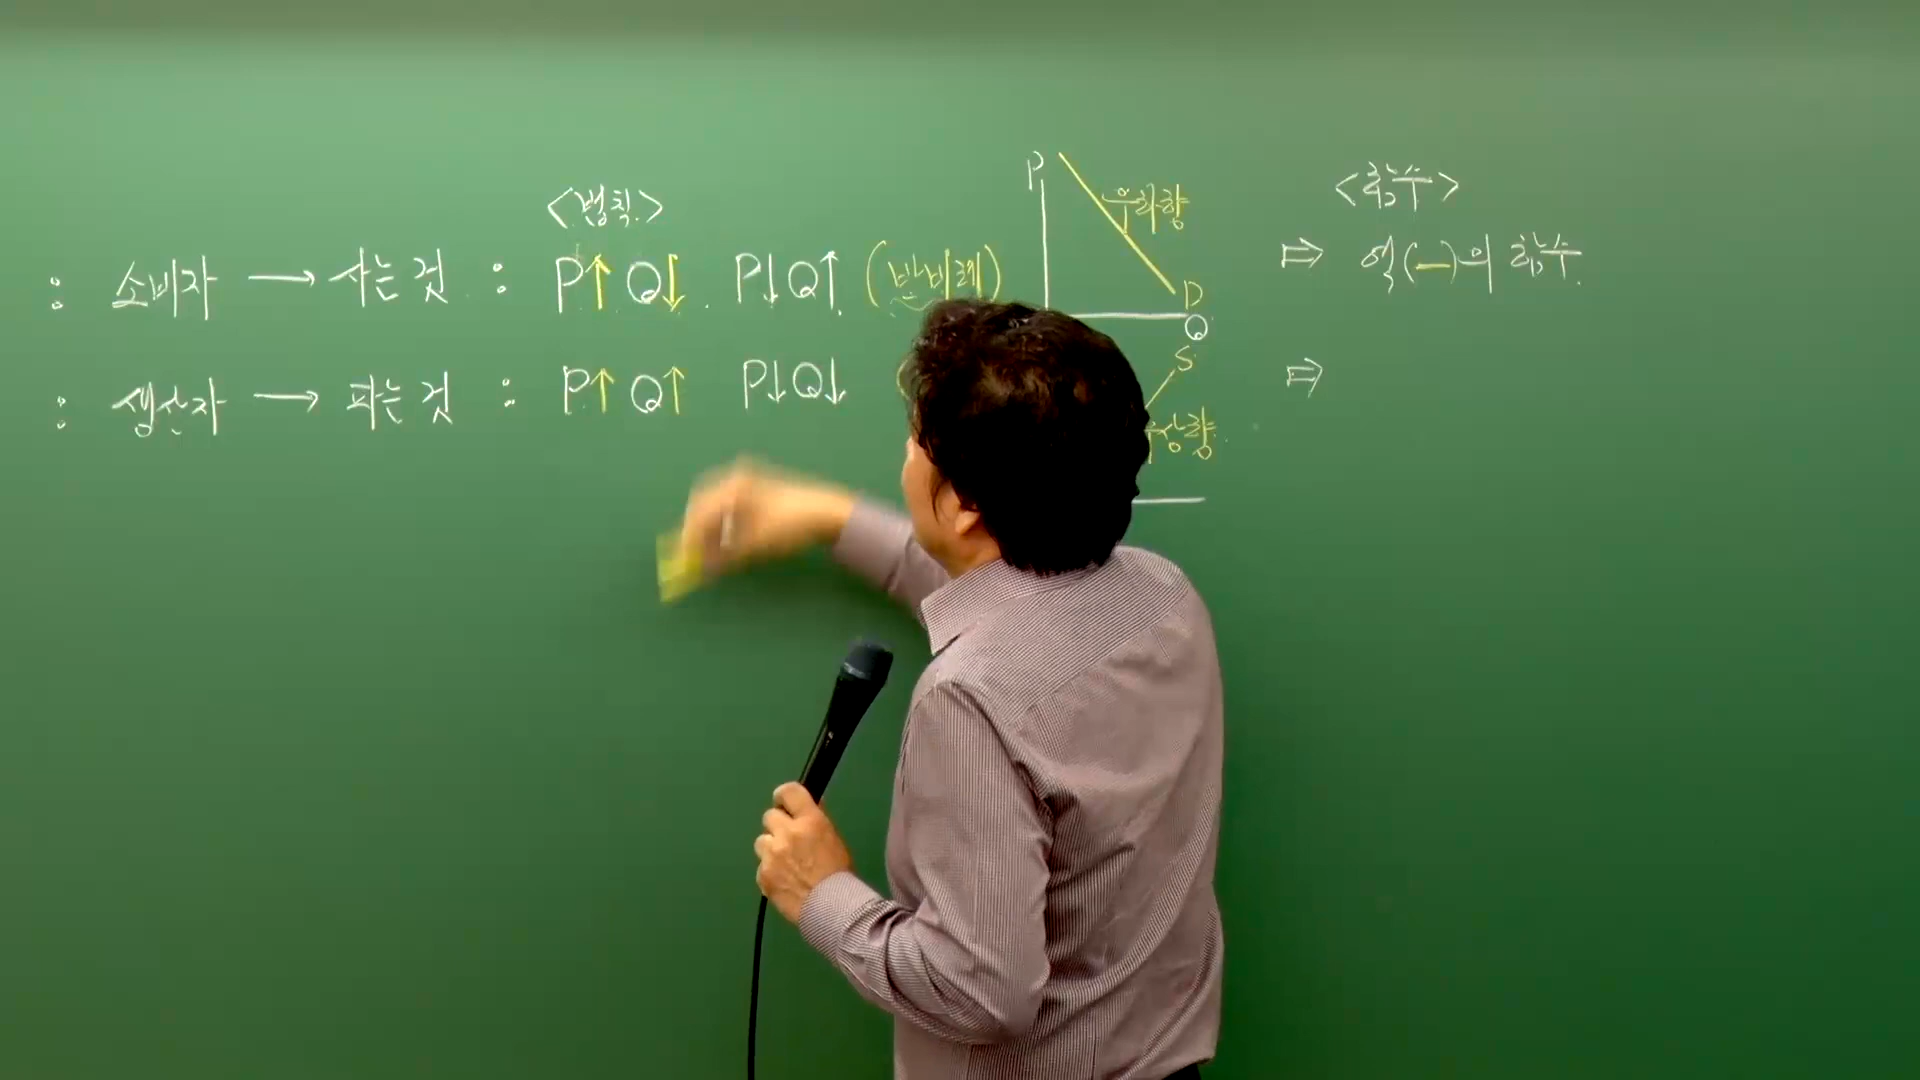 <법칙>
<함수>
: 소비자 → 사는 것 : P↑ Q↓ . P↓ Q↑ (반비례)
P
우하향
D
Q
⇨ 역(-)의 함수
: 생산자 → 파는 것 : P↑ Q↑ P↓ Q↓
S
우상향
⇨